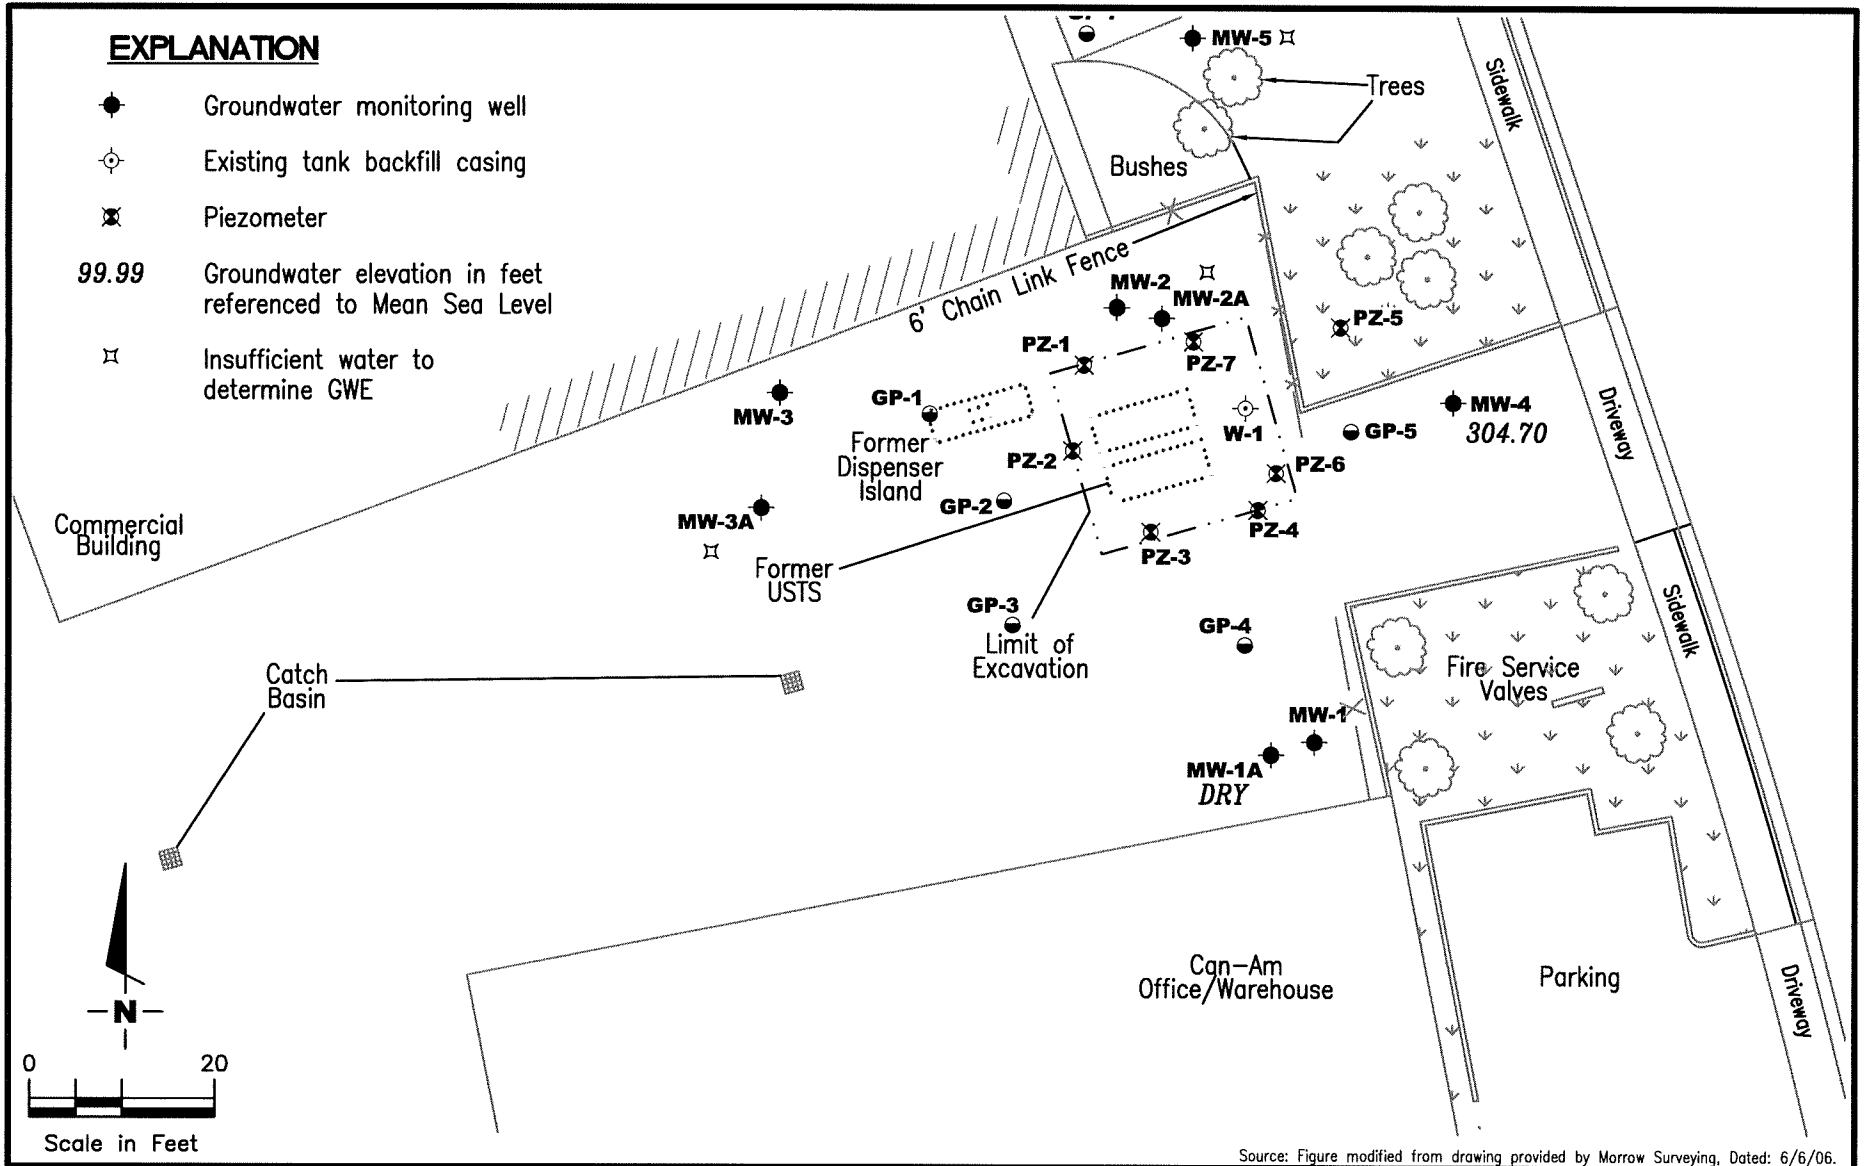 EXPLANATION
Groundwater monitoring well
Existing tank backfill casing
Piezometer
99.99
Groundwater elevation in feet
referenced to Mean Sea Level
Insufficient water to
determine GWE
MW-5
Trees
Sidewalk
Bushes
6' Chain Link Fence
MW-2
MW-2A
PZ-1
PZ-7
PZ-5
MW-3
GP-1
Former
Dispenser
Island
W-1
MW-4
304.70
GP-5
Driveway
PZ-2
PZ-6
GP-2
PZ-4
PZ-3
MW-3A
Commercial
Building
Former
USTS
GP-3
Limit of
Excavation
GP-4
Sidewalk
Fire Service
Valves
Catch
Basin
MW-1
MW-1A
DRY
Can-Am
Office/Warehouse
Parking
Driveway
N
0
20
Scale in Feet
Source: Figure modified from drawing provided by Morrow Surveying, Dated: 6/6/06.